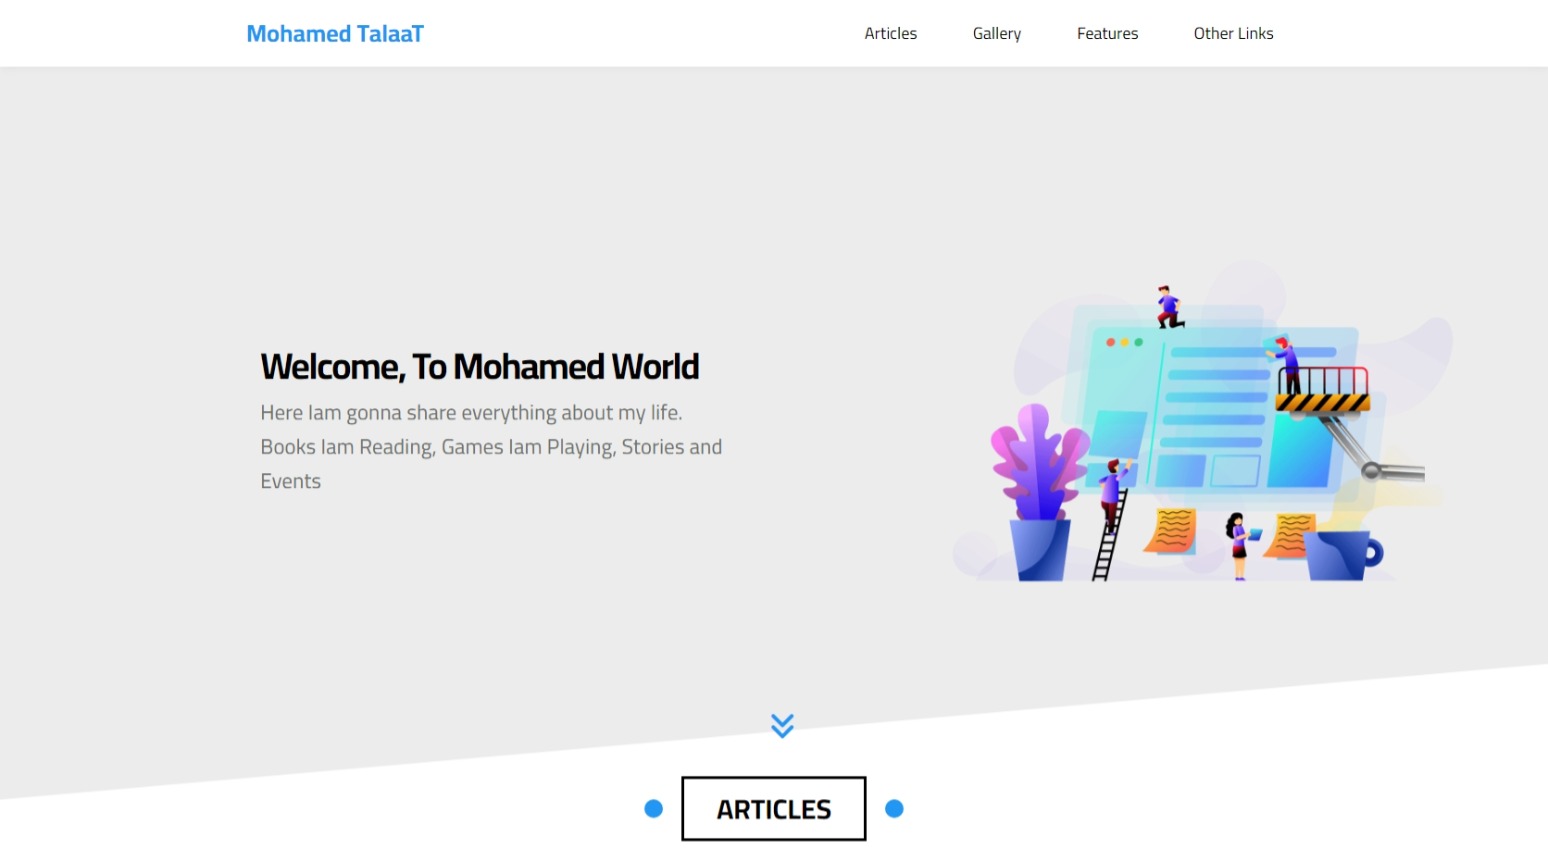 Mohamed TalaaT
Articles Gallery Features Other Links
Welcome, To Mohamed World
Here Iam gonna share everything about my life.
Books Iam Reading, Games Iam Playing, Stories and
Events
ARTICLES